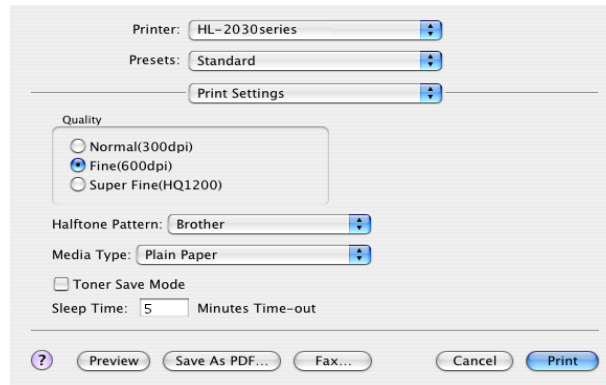 Printer: HL-2030series
Presets: Standard
Print Settings
Quality
Normal(300dpi)
Fine(600dpi)
Super Fine(HQ1200)
Halftone Pattern: Brother
Media Type: Plain Paper
Toner Save Mode
Sleep Time: 5 Minutes Time-out
? Preview Save As PDF... Fax... Cancel Print